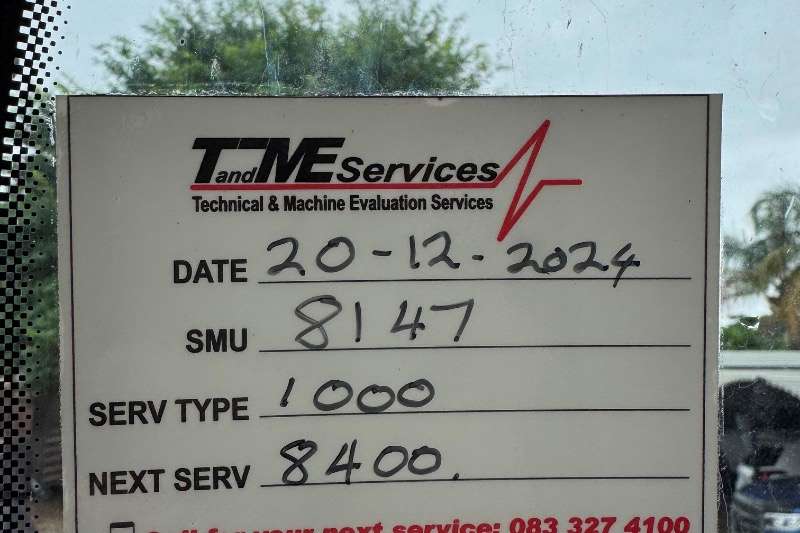 TandME Services
Technical & Machine Evaluation Services
DATE 20-12-2024
SMU 8147
SERV TYPE 1000
NEXT SERV 8400.
Call for your next service: 083 327 4100